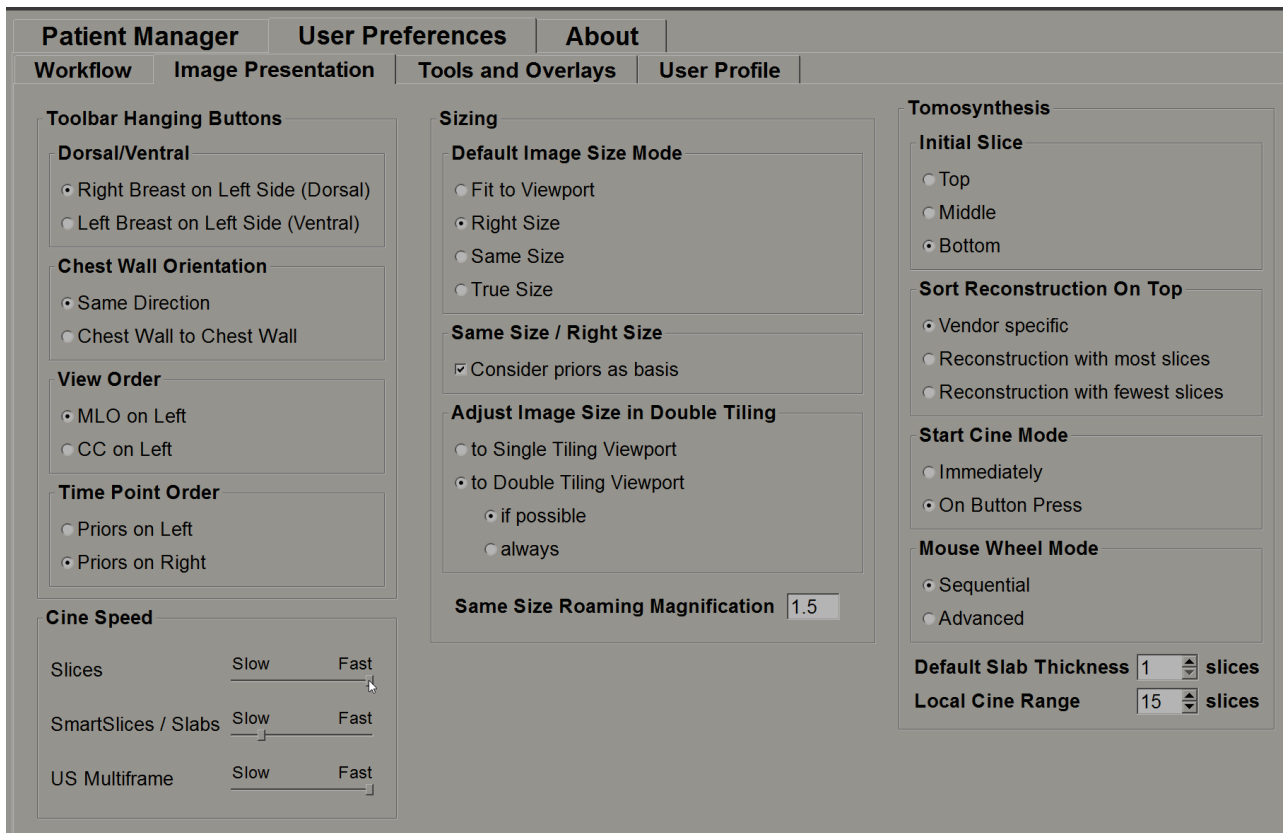 Patient Manager User Preferences About
Workflow Image Presentation Tools and Overlays User Profile
Toolbar Hanging Buttons
Dorsal/Ventral
Right Breast on Left Side (Dorsal)
Left Breast on Left Side (Ventral)
Chest Wall Orientation
Same Direction
Chest Wall to Chest Wall
View Order
MLO on Left
CC on Left
Time Point Order
Priors on Left
Priors on Right
Cine Speed
Slices Slow Fast
SmartSlices / Slabs Slow Fast
US Multiframe Slow Fast
Sizing
Default Image Size Mode
Fit to Viewport
Right Size
Same Size
True Size
Same Size / Right Size
Consider priors as basis
Adjust Image Size in Double Tiling
to Single Tiling Viewport
to Double Tiling Viewport
if possible
always
Same Size Roaming Magnification 1.5
Tomosynthesis
Initial Slice
Top
Middle
Bottom
Sort Reconstruction On Top
Vendor specific
Reconstruction with most slices
Reconstruction with fewest slices
Start Cine Mode
Immediately
On Button Press
Mouse Wheel Mode
Sequential
Advanced
Default Slab Thickness 1 slices
Local Cine Range 15 slices